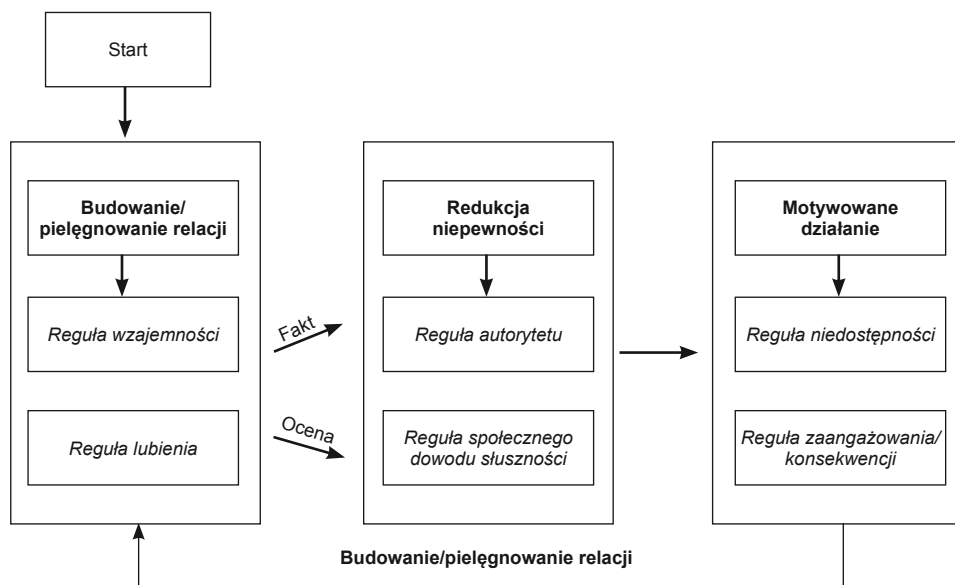 Start
Budowanie/
pielęgnowanie relacji
Reguła wzajemności
Reguła lubienia
Fakt
Ocena
Redukcja
niepewności
Reguła autorytetu
Reguła społecznego
dowodu słuszności
Motywowane
działanie
Reguła niedostępności
Reguła zaangażowania/
konsekwencji
Budowanie/pielęgnowanie relacji